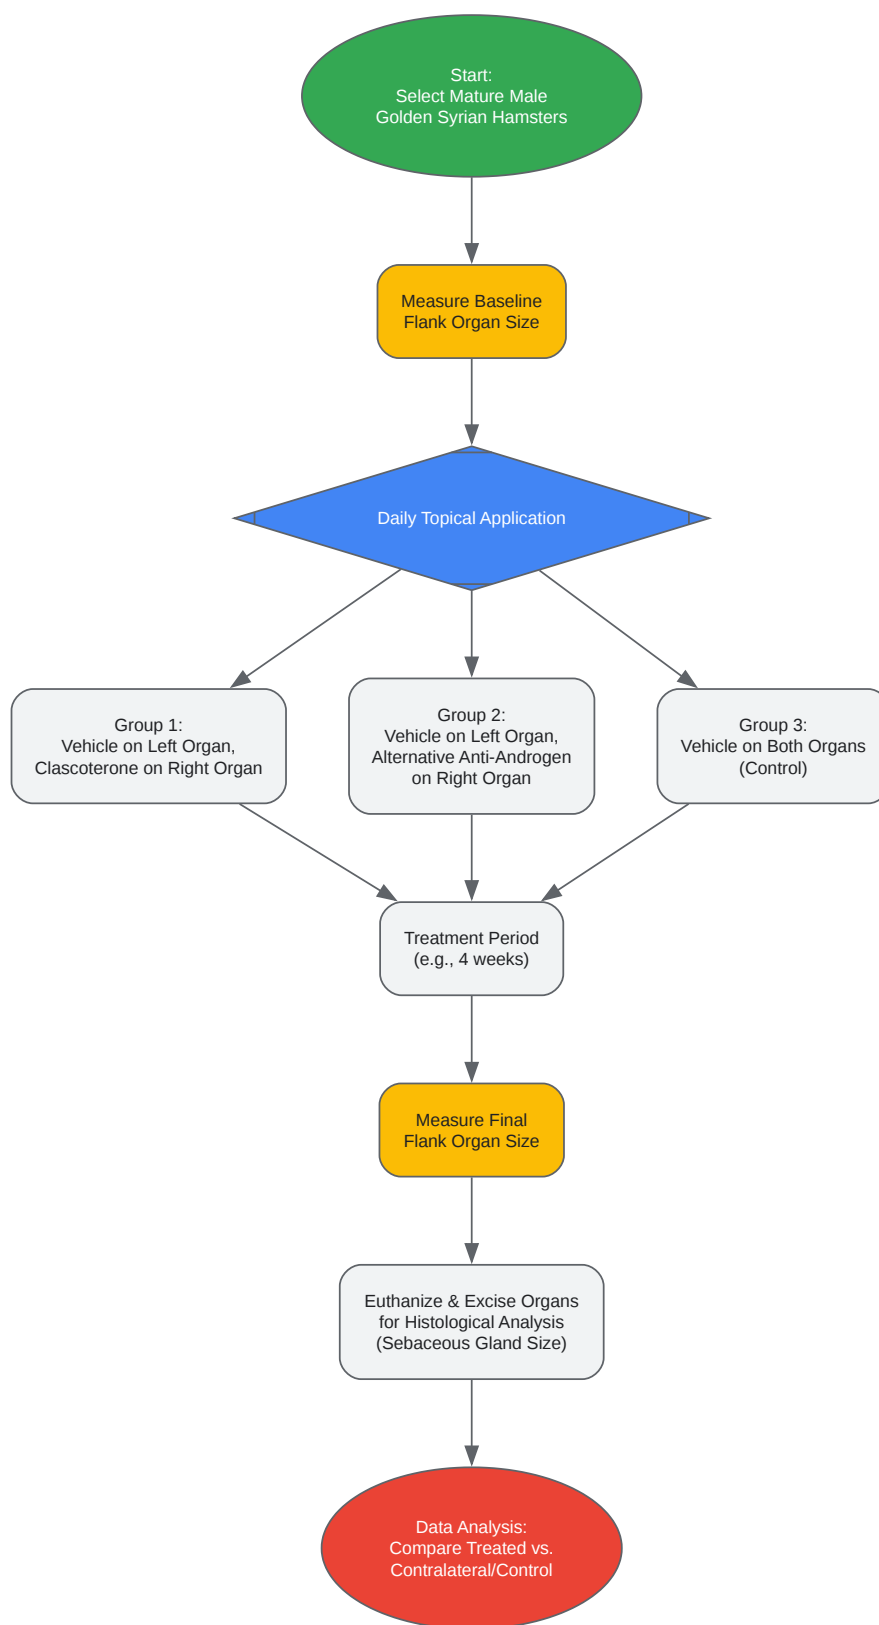 Start:
Select Mature Male
Golden Syrian Hamsters
Measure Baseline
Flank Organ Size
Daily Topical Application
Group 1:
Vehicle on Left Organ,
Clascoterone on Right Organ
Group 2:
Vehicle on Left Organ,
Alternative Anti-Androgen
on Right Organ
Group 3:
Vehicle on Both Organs
(Control)
Treatment Period
(e.g., 4 weeks)
Measure Final
Flank Organ Size
Euthanize & Excise Organs
for Histological Analysis
(Sebaceous Gland Size)
Data Analysis:
Compare Treated vs.
Contralateral/Control